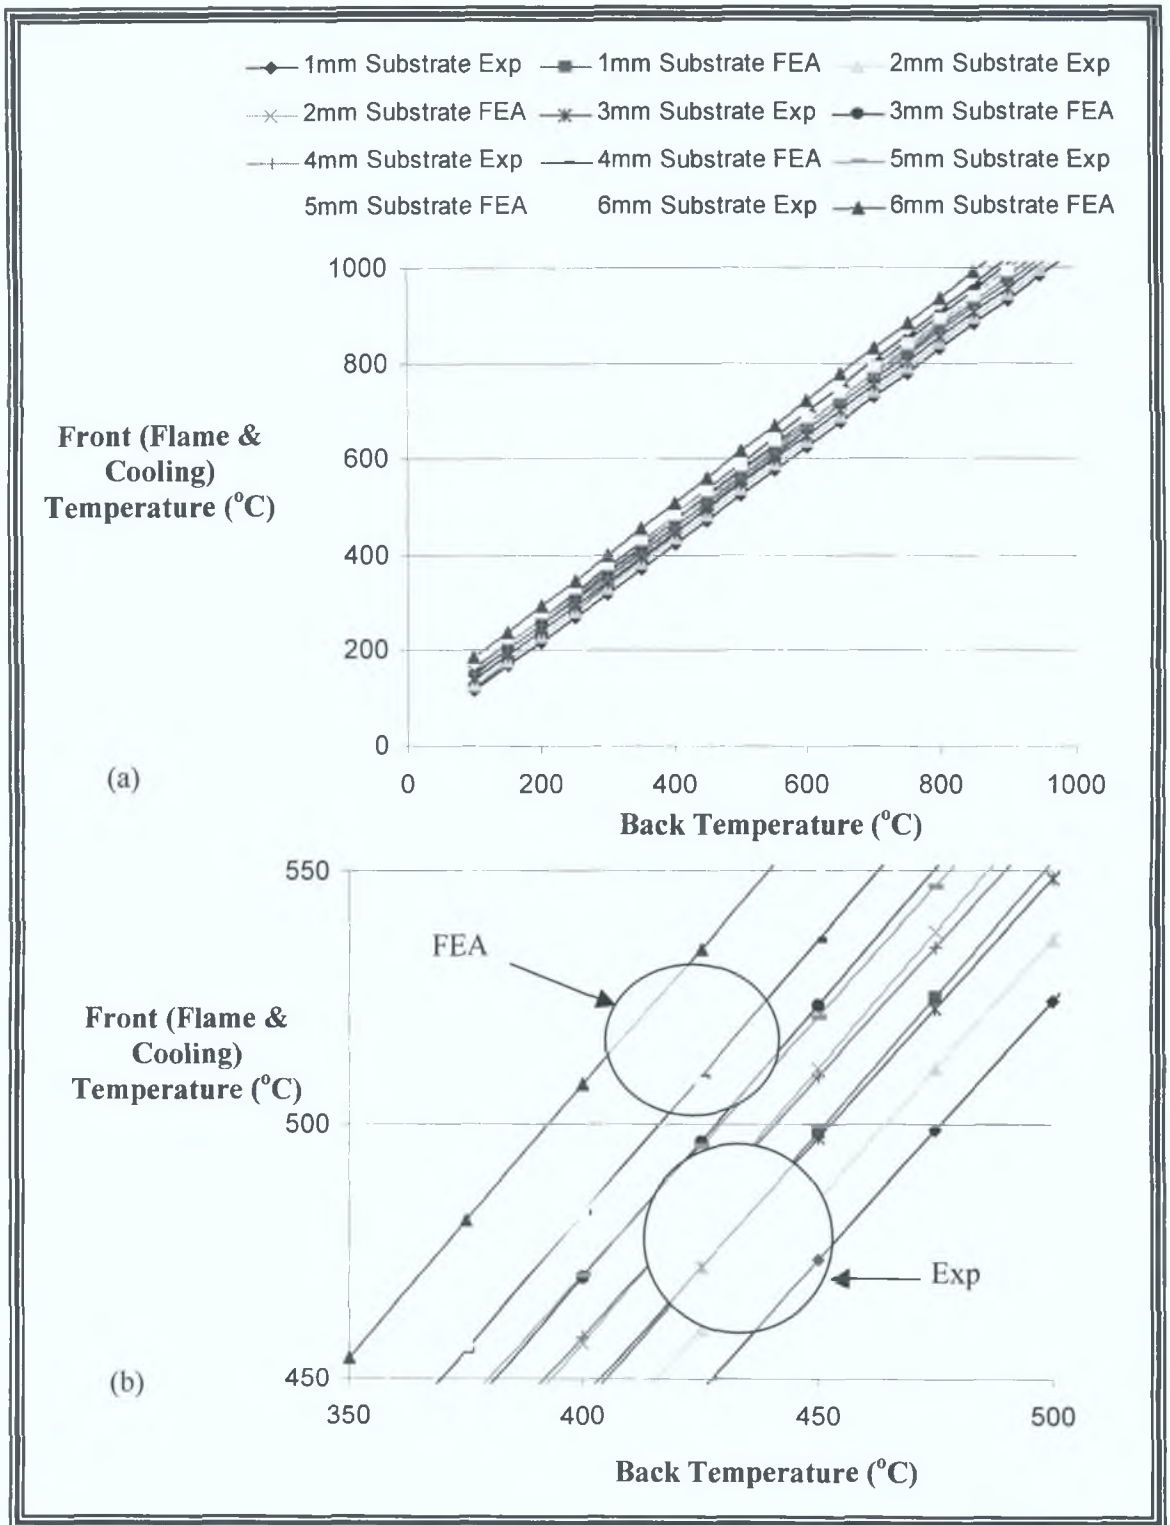 1mm Substrate Exp 1mm Substrate FEA 2mm Substrate Exp
2mm Substrate FEA 3mm Substrate Exp 3mm Substrate FEA
4mm Substrate Exp 4mm Substrate FEA 5mm Substrate Exp
5mm Substrate FEA 6mm Substrate Exp 6mm Substrate FEA
1000
800
Front (Flame &
Cooling)
Temperature (°C)
600
400
200
0
0 200 400 600 800 1000
(a)
Back Temperature (°C)
550
FEA
Front (Flame &
Cooling)
Temperature (°C)
500
Exp
450
(b)
350 400 450 500
Back Temperature (°C)